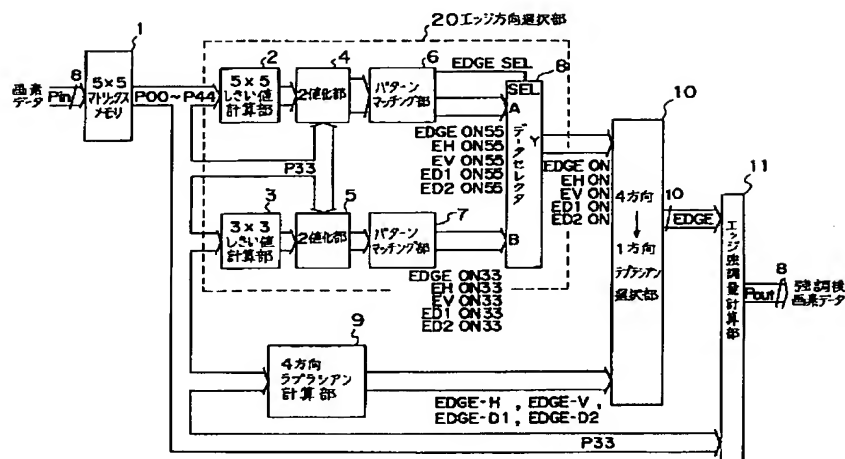 20エッジ方向選択部
1
8
画素
データ
Pin
5×5
マトリックス
メモリ
P00~P44
2
5×5
しきい値
計算部
4
2値化部
6
パターン
マッチング部
EDGE SEL
8
SEL
A
Y
B
データセレクタ
EDGE ON55
EH ON55
EV ON55
ED1 ON55
ED2 ON55
P33
3
3×3
しきい値
計算部
5
2値化部
7
パターン
マッチング部
EDGE ON33
EH ON33
EV ON33
ED1 ON33
ED2 ON33
EDGE ON
EH ON
EV ON
ED1 ON
ED2 ON
10
4方向
↓
1方向
ラプラシアン
選択部
10
EDGE
11
エッジ強調量計算部
8
Pout
強調後
画素データ
9
4方向
ラプラシアン
計算部
EDGE-H , EDGE-V ,
EDGE-D1, EDGE-D2
P33